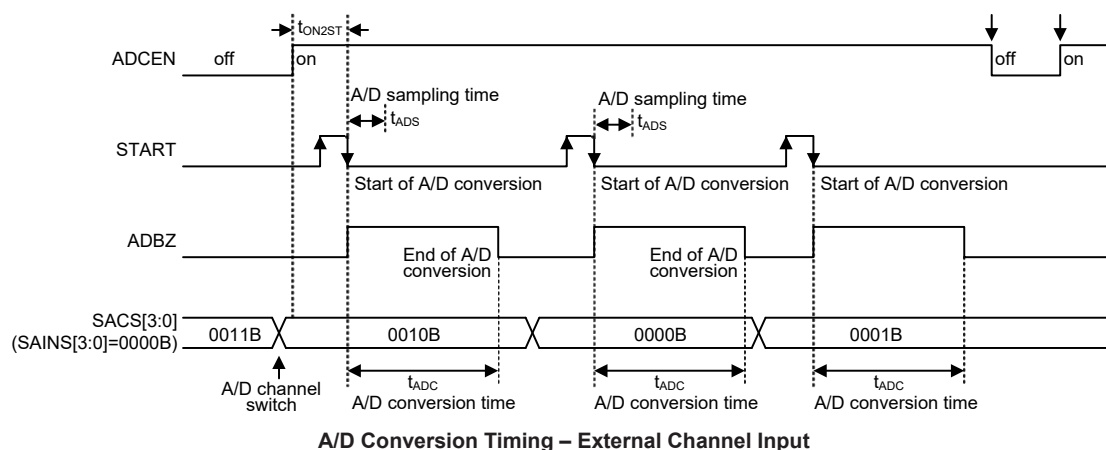 tON2ST
ADCEN
off
on
off
on
A/D sampling time
tADS
A/D sampling time
tADS
START
Start of A/D conversion
Start of A/D conversion
Start of A/D conversion
ADBZ
End of A/D
conversion
End of A/D
conversion
SACS[3:0]
(SAINS[3:0]=0000B)
0011B
0010B
0000B
0001B
A/D channel
switch
tADC
A/D conversion time
tADC
A/D conversion time
tADC
A/D conversion time
A/D Conversion Timing – External Channel Input